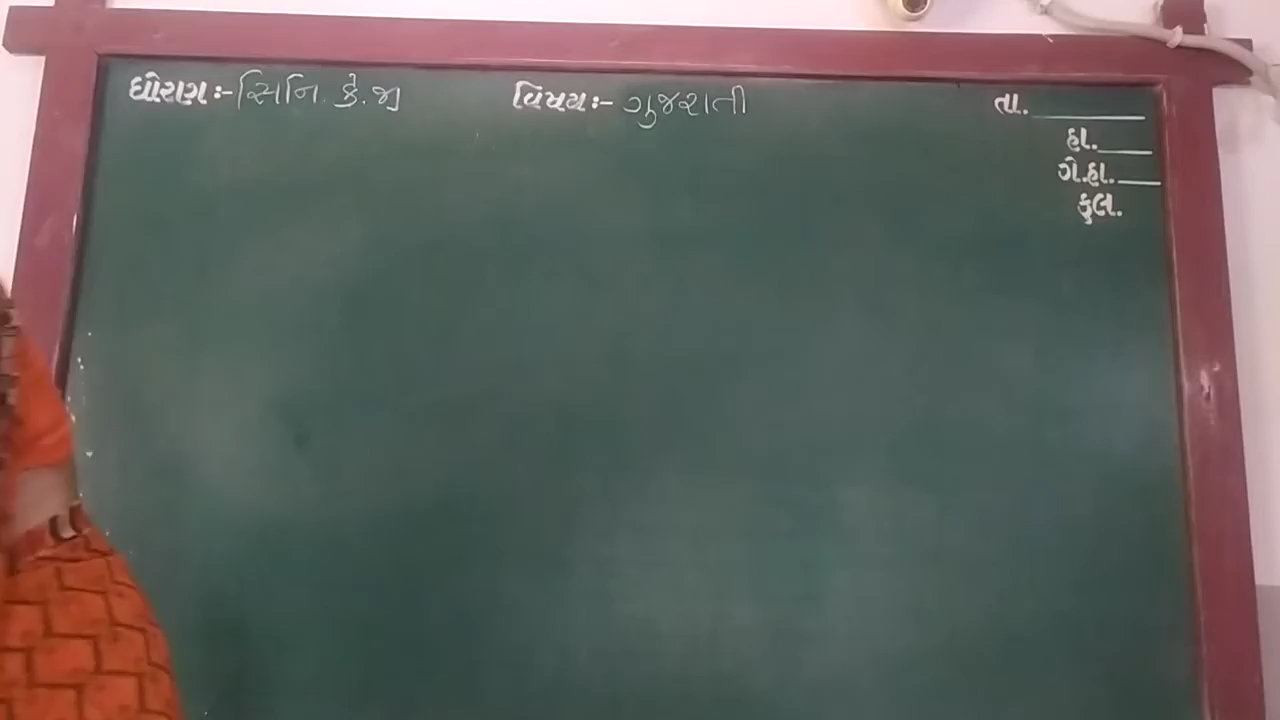 ધોરણ:- સિનિ. કે.જી વિષય:- ગુજરાતી તા.
હા.
ગે.હા.
કુલ.